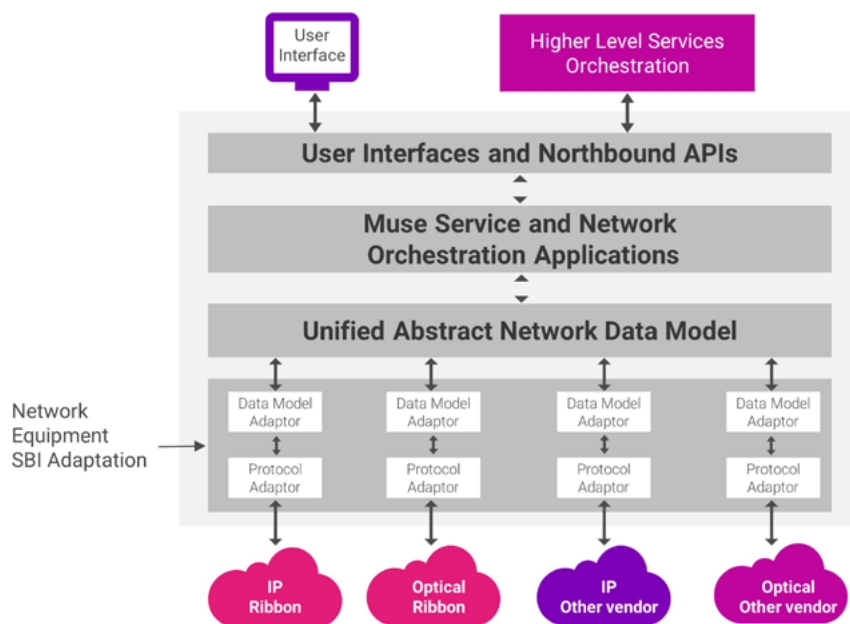 User
Interface
Higher Level Services
Orchestration
User Interfaces and Northbound APIs
Muse Service and Network
Orchestration Applications
Unified Abstract Network Data Model
Network
Equipment
SBI Adaptation
Data Model
Adaptor
Data Model
Adaptor
Data Model
Adaptor
Data Model
Adaptor
Protocol
Adaptor
Protocol
Adaptor
Protocol
Adaptor
Protocol
Adaptor
IP
Ribbon
Optical
Ribbon
IP
Other vendor
Optical
Other vendor